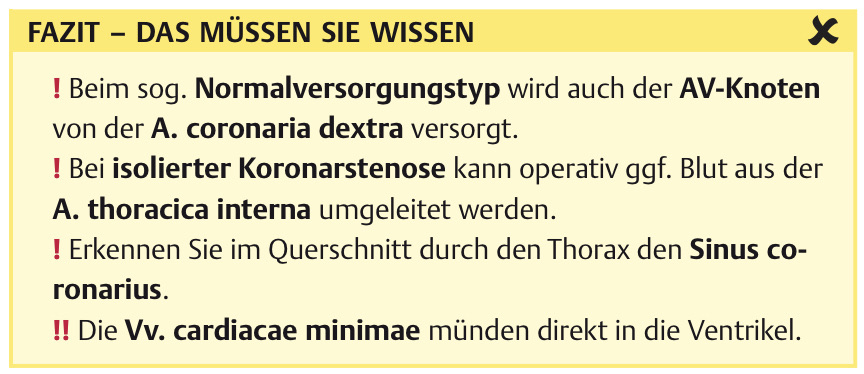 FAZIT – DAS MÜSSEN SIE WISSEN
! Beim sog. Normalversorgungstyp wird auch der AV-Knoten
von der A. coronaria dextra versorgt.
! Bei isolierter Koronarstenose kann operativ ggf. Blut aus der
A. thoracica interna umgeleitet werden.
! Erkennen Sie im Querschnitt durch den Thorax den Sinus co-
ronarius.
!! Die Vv. cardiacae minimae münden direkt in die Ventrikel.